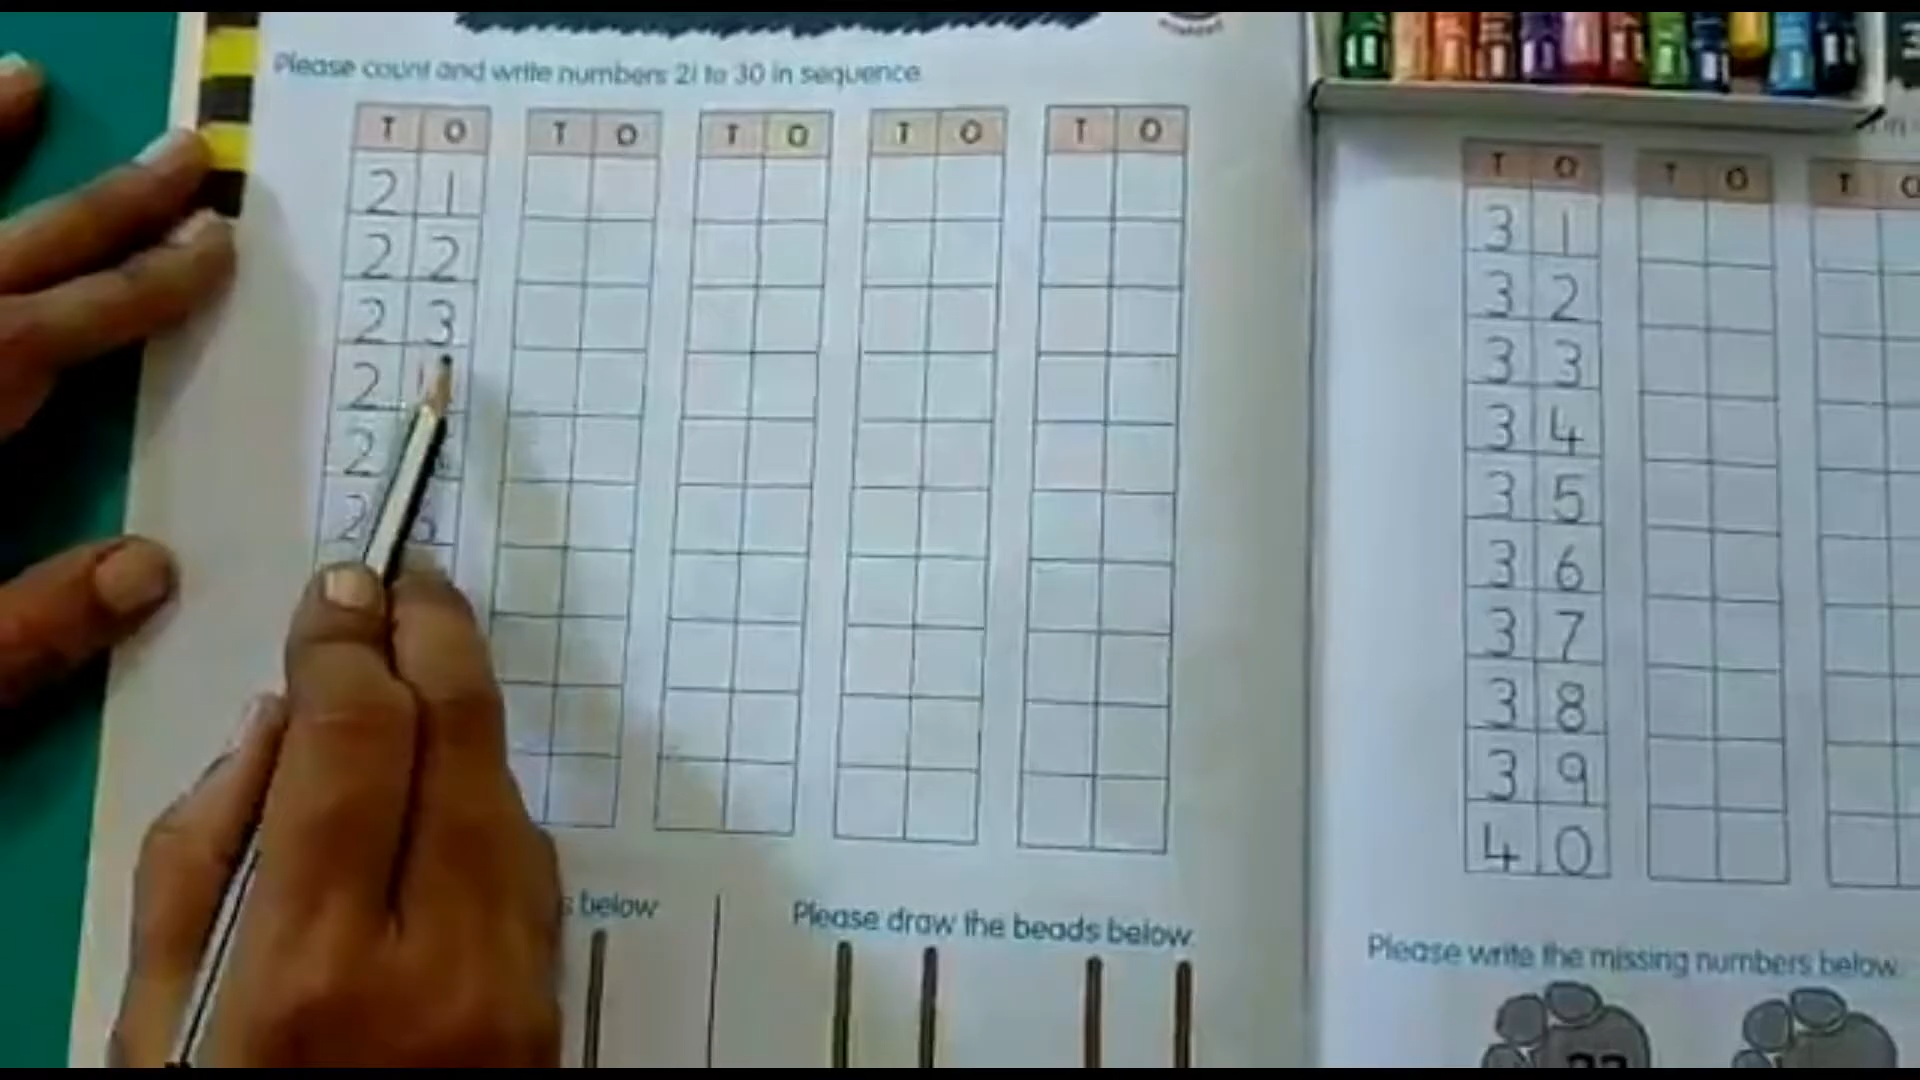 Please count and write numbers 21 to 30 in sequence
T O T O T O T O T O
2 1
2 2
2 3
2
2
2
s below
Please draw the beads below.
T O T O T
3 1
3 2
3 3
3 4
3 5
3 6
3 7
3 8
3 9
4 0
Please write the missing numbers below.